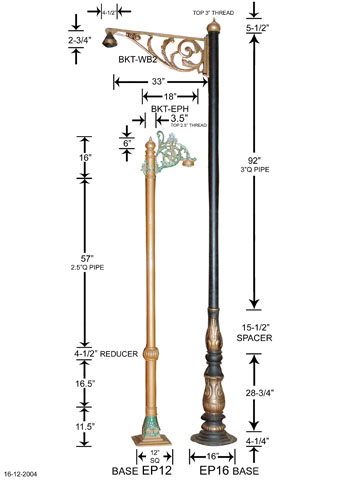 4-1/2"
TOP 3" THREAD
5-1/2"
2-3/4"
BKT-WB2
33"
18"
BKT-EPH
3.5"
TOP 2.5" THREAD
6"
16"
92"
3"Q PIPE
57"
2.5"Q PIPE
15-1/2"
SPACER
4-1/2" REDUCER
16.5"
28-3/4"
11.5"
4-1/4"
12"
SQ
16"
BASE EP12
EP16 BASE
16-12-2004